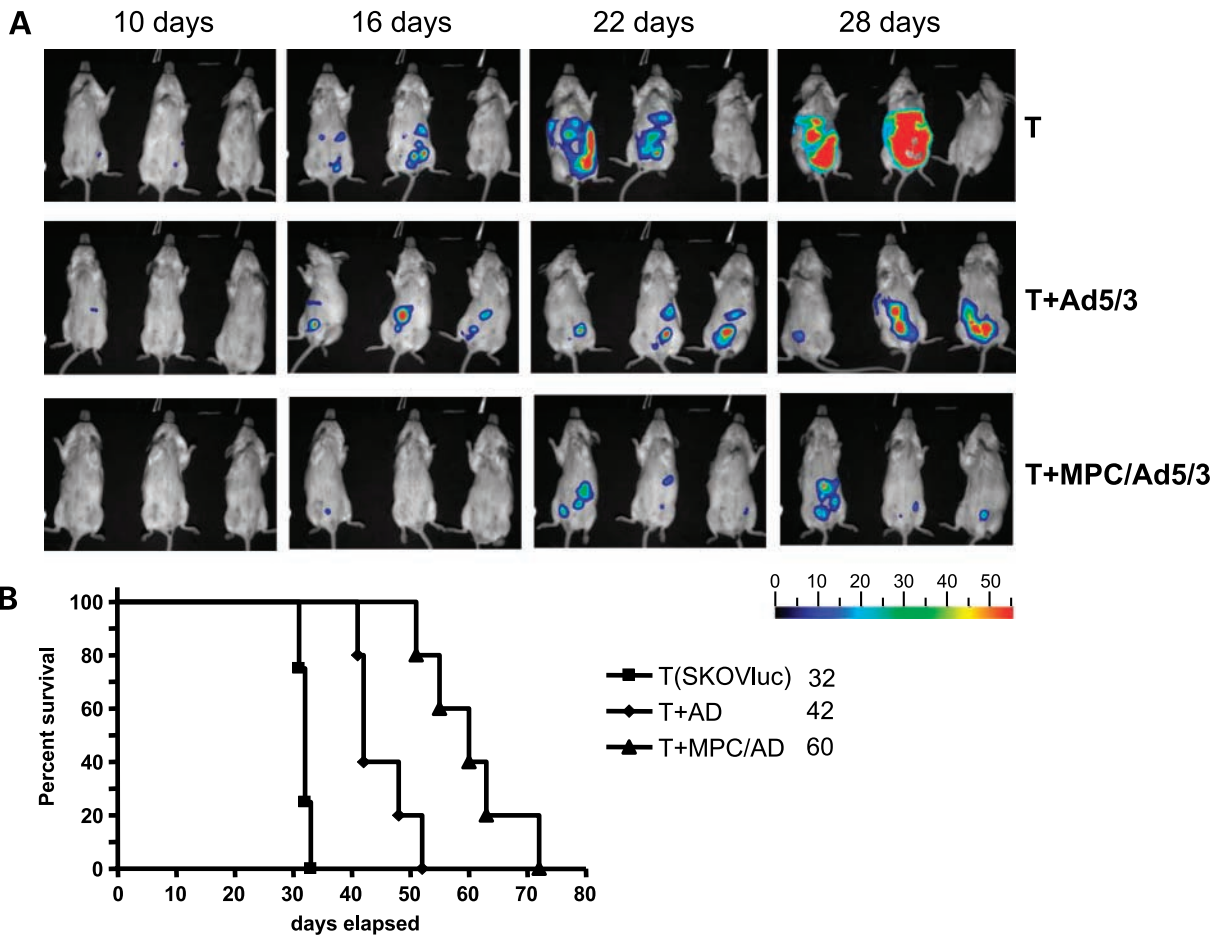 A
10 days 16 days 22 days 28 days
T
T+Ad5/3
T+MPC/Ad5/3
0 10 20 30 40 50
B
Percent survival
100
80
60
40
20
0
0 10 20 30 40 50 60 70 80
days elapsed
T(SKOVluc) 32
T+AD 42
T+MPC/AD 60